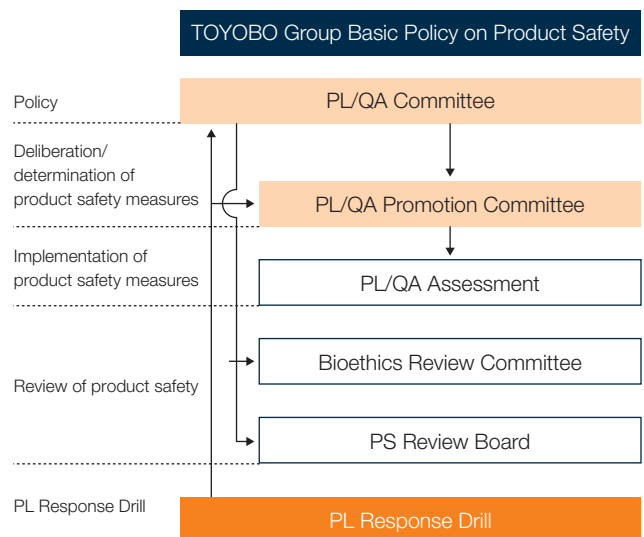 TOYOBO Group Basic Policy on Product Safety
Policy
PL/QA Committee
Deliberation/
determination of
product safety measures
PL/QA Promotion Committee
Implementation of
product safety measures
PL/QA Assessment
Bioethics Review Committee
Review of product safety
PS Review Board
PL Response Drill
PL Response Drill